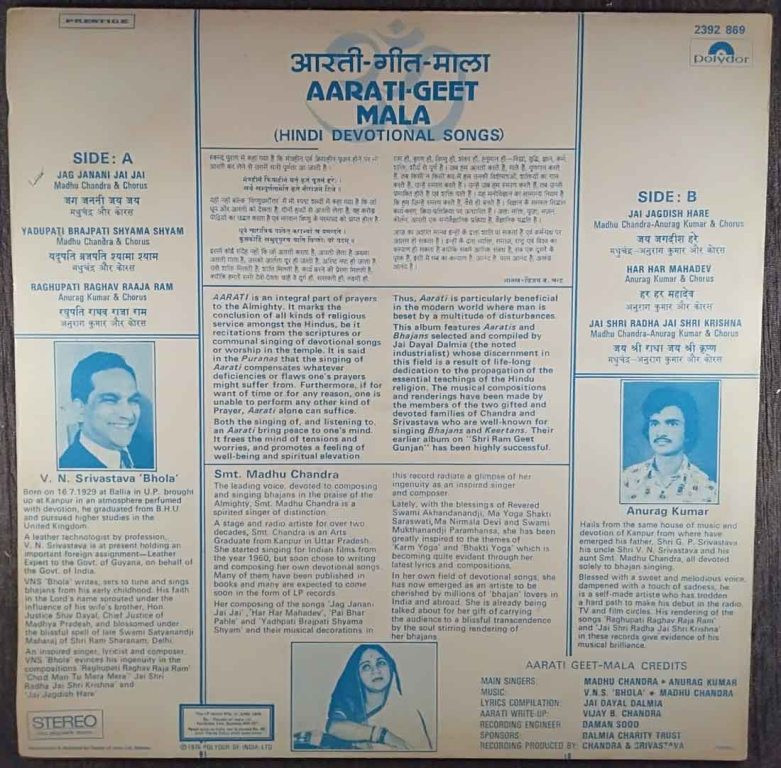 PRESTIGE
2392 869
Polydor
आरती-गीत-माला
AARATI-GEET
MALA
(HINDI DEVOTIONAL SONGS)
SIDE: A
JAG JANANI JAI JAI
Madhu Chandra & Chorus
जग जननी जय जय
मधुचंद्र और कोरस
YADUPATI BRAJPATI SHYAMA SHYAM
Madhu Chandra & Chorus
यदुपति ब्रजपति श्यामा श्याम
मधुचंद्र और कोरस
RAGHUPATI RAGHAV RAAJA RAM
Anurag Kumar & Chorus
रघुपति राघव राजा राम
अनुराग कुमार और कोरस
SIDE: B
JAI JAGDISH HARE
Madhu Chandra-Anurag Kumar & Chorus
जय जगदीश हरे
मधुचंद्र-अनुराग कुमार और कोरस
HAR HAR MAHADEV
Anurag Kumar & Chorus
हर हर महादेव
अनुराग कुमार और कोरस
JAI SHRI RADHA JAI SHRI KRISHNA
Madhu Chandra-Anurag Kumar & Chorus
जय श्री राधा जय श्री कृष्ण
मधुचंद्र-अनुराग कुमार और कोरस
AARATI is an integral part of prayers
to the Almighty. It marks the
conclusion of all kinds of religious
service amongst the Hindus, be it
recitations from the scriptures or
communal singing of devotional songs
or worship in the temple. It is said
in the Puranas that the singing of
Aarati compensates whatever
deficiencies or flaws one's prayers
might suffer from. Furthermore, if for
want of time or for any reason, one is
unable to perform any other kind of
Prayer, Aarati alone can suffice.
Both the singing of, and listening to,
an Aarati bring peace to one's mind.
It frees the mind of tensions and
worries, and promotes a feeling of
well-being and spiritual elevation.
Thus, Aarati is particularly beneficial
in the modern world where man is
beset by a multitude of disturbences.
This album features Aaratis and
Bhajans selected and compiled by
Jai Dayal Dalmia (the noted
industrialist) whose discernment in
this field is a result of life-long
dedication to the propagation of the
essential teachings of the Hindu
religion. The musical compositions
and renderings have been made by
the members of the two gifted and
devoted families of Chandra and
Srivastava who are well-known for
singing Bhajans and Keertans. Their
earlier album on "Shri Ram Geet
Gunjan" has been highly successful.
V. N. Srivastava 'Bhola'
Born on 16.7.1929 at Ballia in U.P. brought
up at Kanpur in an atmosphere perfumed
with devotion, he graduated from B.H.U.
and pursued higher studies in the
United Kingdom.
A leather technologist by profession,
V. N. Srivastava is at present holding an
important foreign assignment—Leather
Expert to the Govt. of Guyana, on behalf of
the Govt. of India.
VNS 'Bhola' writes, sets to tune and sings
bhajans from his early childhood. His faith
in the Lord's name sprouted under the
influence of his wife's brother, Hon.
Justice Shiv Dayal, Chief Justice of
Madhya Pradesh, and blossomed under
the blissful spell of late Swami Satyanandji
Maharaj of Shri Ram Sharanam, Delhi.
An inspired singer, lyricist and composer,
VNS 'Bhola' evinces his ingenuity in the
compositions 'Raghupati Raghav Raja Ram'
'Chod Man Tu Mera Mera' 'Jai Shri
Radha Jai Shri Krishna' and
'Jai Jagdish Hare'
STEREO
Smt. Madhu Chandra
The leading voice, devoted to composing
and singing bhajans in the praise of the
Almighty, Smt. Madhu Chandra is a
spirited singer of distinction.
A stage and radio artiste for over two
decades, Smt. Chandra is an Arts
Graduate from Kanpur in Uttar Pradesh.
She started singing for Indian films from
the year 1960, but soon chose to writing
and composing her own devotional songs.
Many of them have been published in
books and many are expected to come
soon in the form of LP records.
Her composing of the songs 'Jag Janani
Jai Jai', 'Har Har Mahadev', 'Pai Bhar
Pahle' and 'Yadhpati Brajpati Shyama
Shyam' and their musical decorations in
this record radiate a glimpse of her
ingenuity as an inspired singer
and composer.
Lately, with the blessings of Revered
Swami Akhandanandji, Ma Yoga Shakti
Saraswati, Ma Nirmala Devi and Swami
Mukthanandji Paramhansa, she has been
greatly inspired to the themes of
'Karm Yoga' and 'Bhakti Yoga' which is
becoming quite evident through her
latest lyrics and compositions.
In her own field of devotional songs, she
has now emerged as an artiste to be
cherished by millions of 'bhajan' lovers in
India and abroad. She is already being
talked about for her gift of carrying
the audience to a blissful transcendence
by the soul stirring rendering of
her bhajans.
Anurag Kumar
Hails from the same house of music and
devotion of Kanpur from where have
emerged his father, Shri G. P. Srivastava
his uncle Shri V. N. Srivastava and his
aunt Smt. Madhu Chandra, all devoted
solely to bhajan singing.
Blessed with a sweet and melodious voice,
dampened with a touch of sadness, he
is a self-made artiste who has trodden
a hard path to make his debut in the radio,
TV and film circles. His rendering of the
songs 'Raghupati Raghav Raja Ram'
and 'Jai Shri Radha Jai Shri Krishna'
in these records give evidence of his
musical brilliance.
AARATI GEET-MALA CREDITS
MAIN SINGERS: MADHU CHANDRA • ANURAG KUMAR
MUSIC: V.N.S. 'BHOLA' • MADHU CHANDRA
LYRICS COMPILATION: JAI DAYAL DALMIA
AARATI WRITE-UP: VIJAY B. CHANDRA
RECORDING ENGINEER: DAMAN SOOD
SPONSORS: DALMIA CHARITY TRUST
RECORDING PRODUCED BY: CHANDRA & SRIVASTAVA
POLYDOR OF INDIA LTD